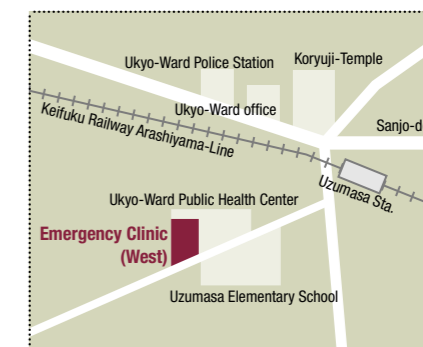 Ukyo-Ward Police Station
Koryuji-Temple
Ukyo-Ward office
Sanjo-d
Keifuku Railway Arashiyama-Line
Uzumasa Sta.
Ukyo-Ward Public Health Center
Emergency Clinic
(West)
Uzumasa Elementary School